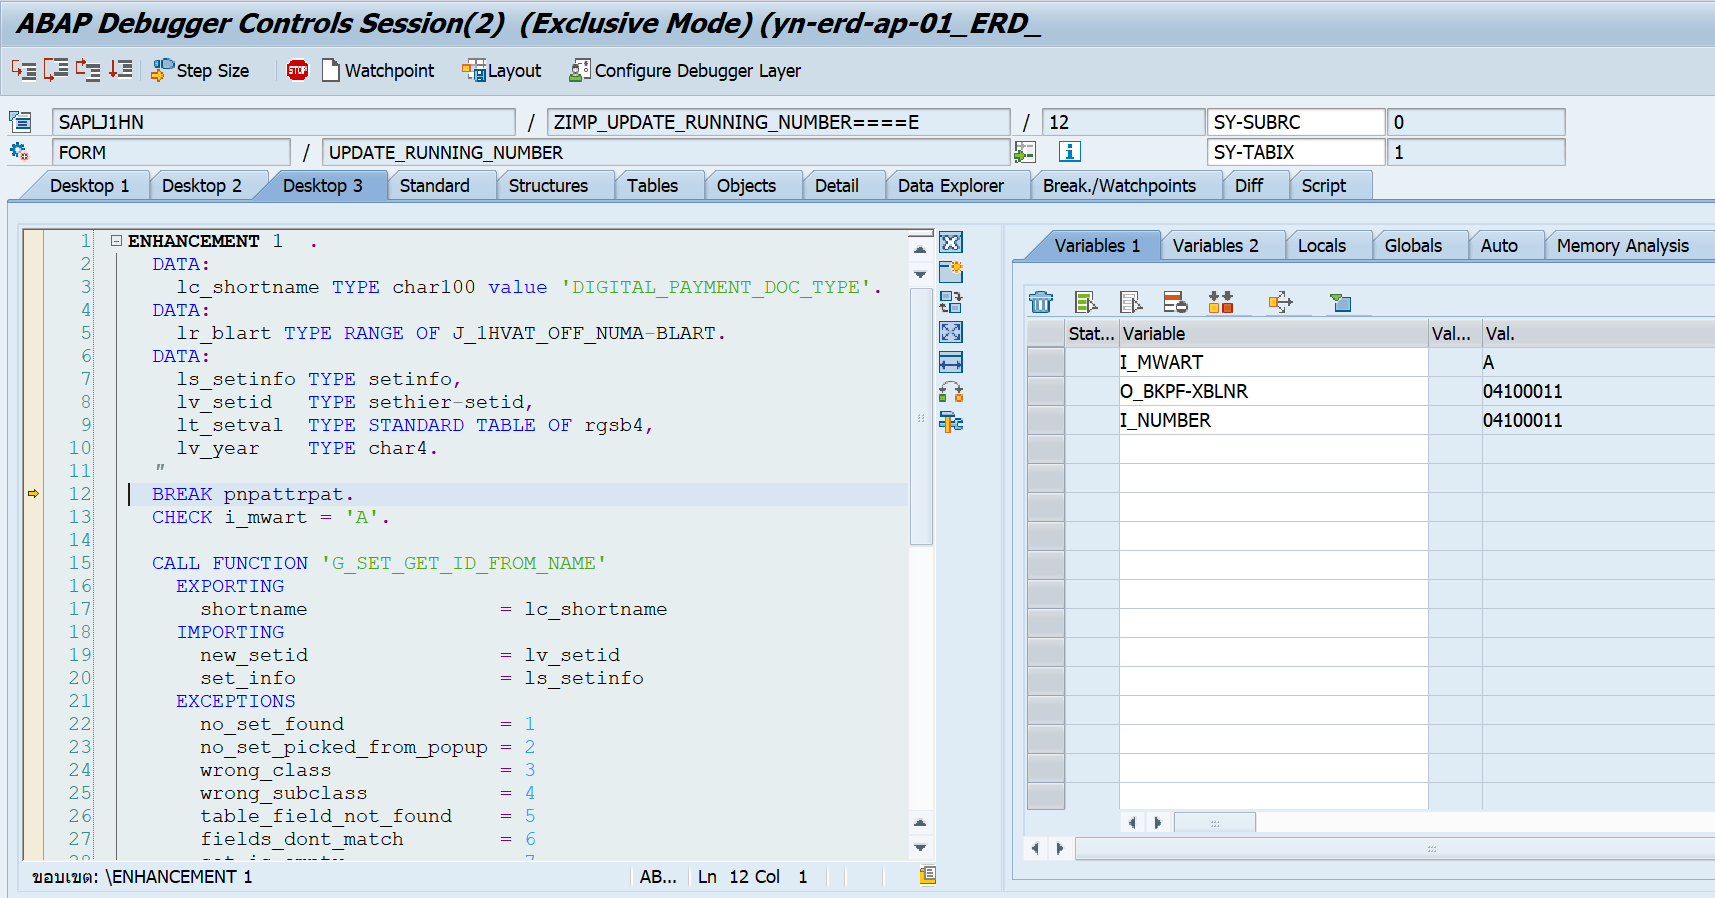 ABAP Debugger Controls Session(2) (Exclusive Mode) (yn-erd-ap-01_ERD_
Step Size STOP Watchpoint Layout Configure Debugger Layer
SAPLJ1HN / ZIMP_UPDATE_RUNNING_NUMBER====E / 12 SY-SUBRC 0
FORM / UPDATE_RUNNING_NUMBER SY-TABIX 1
Desktop 1 Desktop 2 Desktop 3 Standard Structures Tables Objects Detail Data Explorer Break./Watchpoints Diff Script
1 ENHANCEMENT 1 .
2 DATA:
3 lc_shortname TYPE char100 value 'DIGITAL_PAYMENT_DOC_TYPE'.
4 DATA:
5 lr_blart TYPE RANGE OF J_1HVAT_OFF_NUMA-BLART.
6 DATA:
7 ls_setinfo TYPE setinfo,
8 lv_setid TYPE sethier-setid,
9 lt_setval TYPE STANDARD TABLE OF rgsb4,
10 lv_year TYPE char4.
11 "
12 BREAK pnpattrpat.
13 CHECK i_mwart = 'A'.
14
15 CALL FUNCTION 'G_SET_GET_ID_FROM_NAME'
16 EXPORTING
17 shortname = lc_shortname
18 IMPORTING
19 new_setid = lv_setid
20 set_info = ls_setinfo
21 EXCEPTIONS
22 no_set_found = 1
23 no_set_picked_from_popup = 2
24 wrong_class = 3
25 wrong_subclass = 4
26 table_field_not_found = 5
27 fields_dont_match = 6
ขอบเขต: \ENHANCEMENT 1 AB... Ln 12 Col 1
Variables 1 Variables 2 Locals Globals Auto Memory Analysis
Stat... Variable Val... Val.
I_MWART A
O_BKPF-XBLNR 04100011
I_NUMBER 04100011